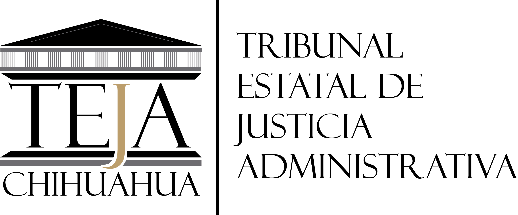 TEJA
CHIHUAHUA
TRIBUNAL
ESTATAL DE
JUSTICIA
ADMINISTRATIVA